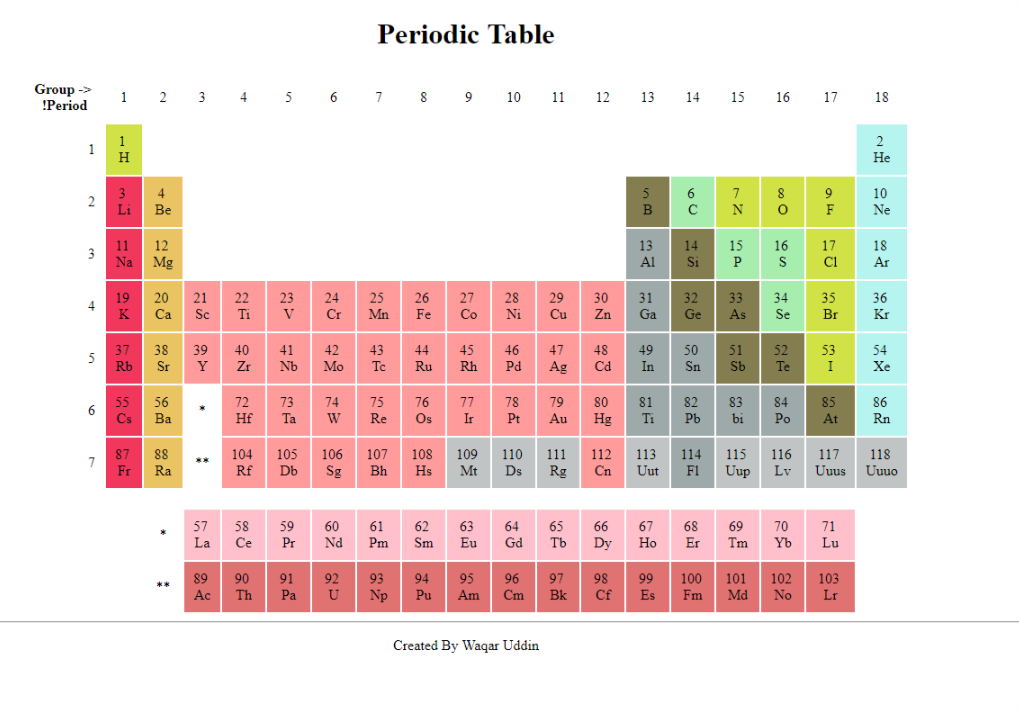 Periodic Table
Group -> 1 2 3 4 5 6 7 8 9 10 11 12 13 14 15 16 17 18
!Period
1 1 2
H He
2 3 4 5 6 7 8 9 10
Li Be B C N O F Ne
3 11 12 13 14 15 16 17 18
Na Mg Al Si P S Cl Ar
4 19 20 21 22 23 24 25 26 27 28 29 30 31 32 33 34 35 36
K Ca Sc Ti V Cr Mn Fe Co Ni Cu Zn Ga Ge As Se Br Kr
5 37 38 39 40 41 42 43 44 45 46 47 48 49 50 51 52 53 54
Rb Sr Y Zr Nb Mo Tc Ru Rh Pd Ag Cd In Sn Sb Te I Xe
6 55 56 * 72 73 74 75 76 77 78 79 80 81 82 83 84 85 86
Cs Ba Hf Ta W Re Os Ir Pt Au Hg Ti Pb bi Po At Rn
7 87 88 ** 104 105 106 107 108 109 110 111 112 113 114 115 116 117 118
Fr Ra Rf Db Sg Bh Hs Mt Ds Rg Cn Uut Fl Uup Lv Uuus Uuuo
* 57 58 59 60 61 62 63 64 65 66 67 68 69 70 71
La Ce Pr Nd Pm Sm Eu Gd Tb Dy Ho Er Tm Yb Lu
** 89 90 91 92 93 94 95 96 97 98 99 100 101 102 103
Ac Th Pa U Np Pu Am Cm Bk Cf Es Fm Md No Lr
Created By Waqar Uddin